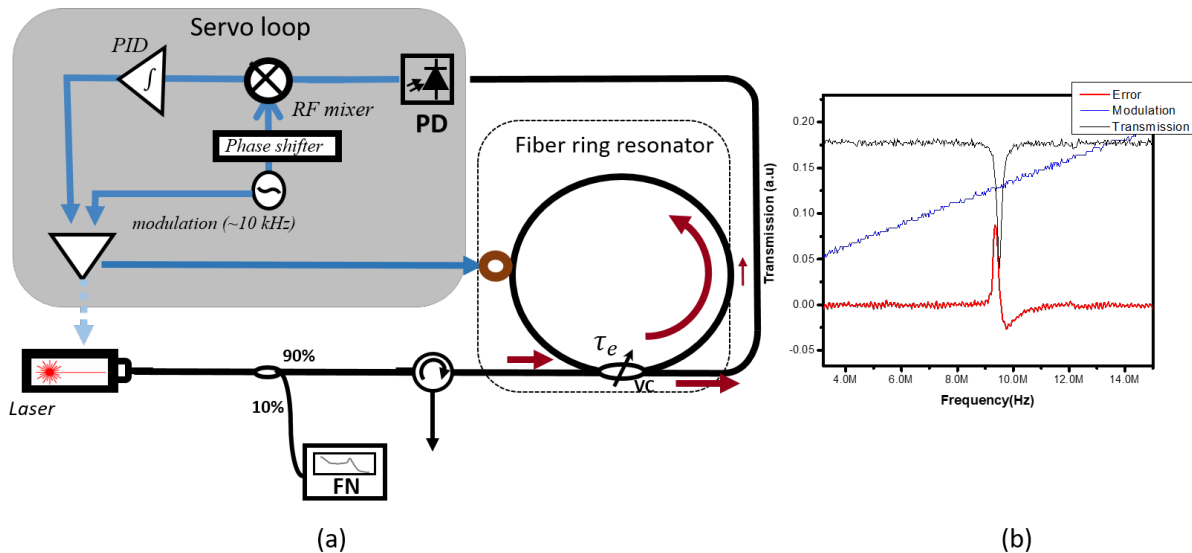 Servo loop
PID
∫
RF mixer
PD
Phase shifter
modulation (~10 kHz)
Fiber ring resonator
τe
VC
Laser
90%
10%
FN
(a)
Error
Modulation
Transmission
Transmission (a.u)
0.20
0.15
0.10
0.05
0.00
-0.05
4.0M 6.0M 8.0M 10.0M 12.0M 14.0M
Frequency(Hz)
(b)